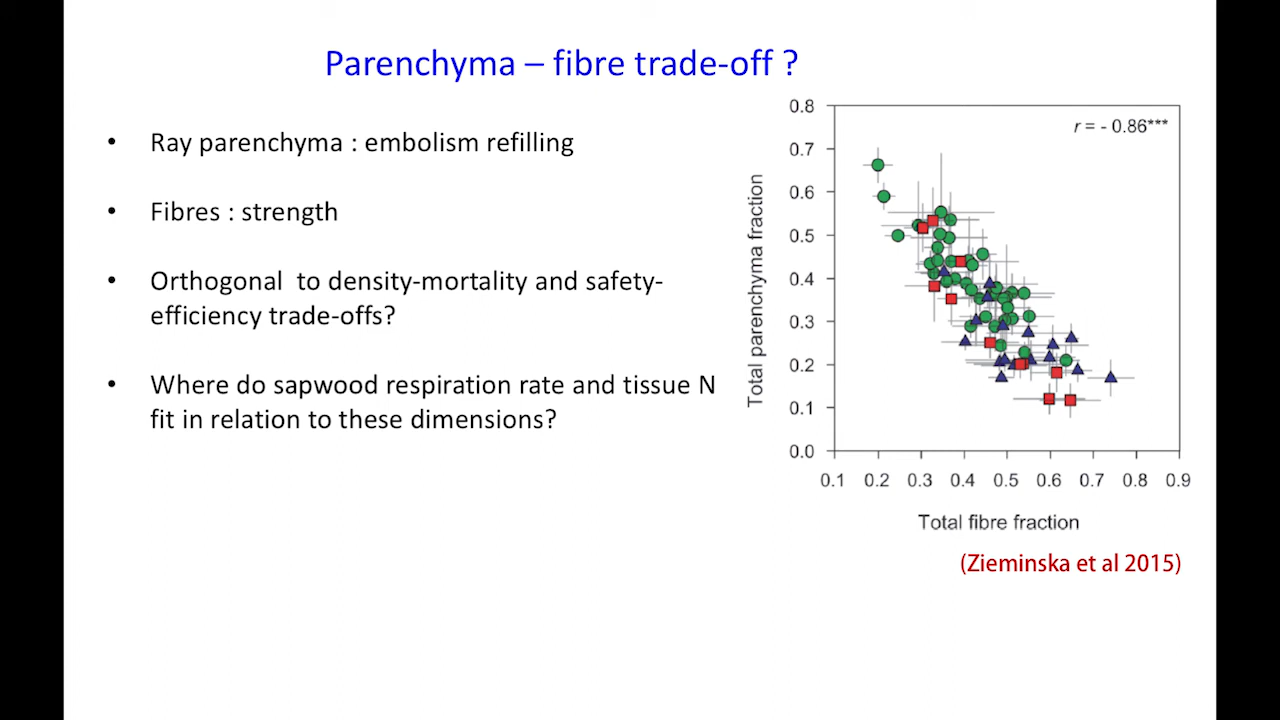 Parenchyma – fibre trade-off ?
• Ray parenchyma : embolism refilling
• Fibres : strength
• Orthogonal  to density-mortality and safety-
efficiency trade-offs?
• Where do sapwood respiration rate and tissue N
fit in relation to these dimensions?
r = - 0.86***
Total parenchyma fraction
0.8
0.7
0.6
0.5
0.4
0.3
0.2
0.1
0.0
0.1 0.2 0.3 0.4 0.5 0.6 0.7 0.8 0.9
Total fibre fraction
(Zieminska et al 2015)